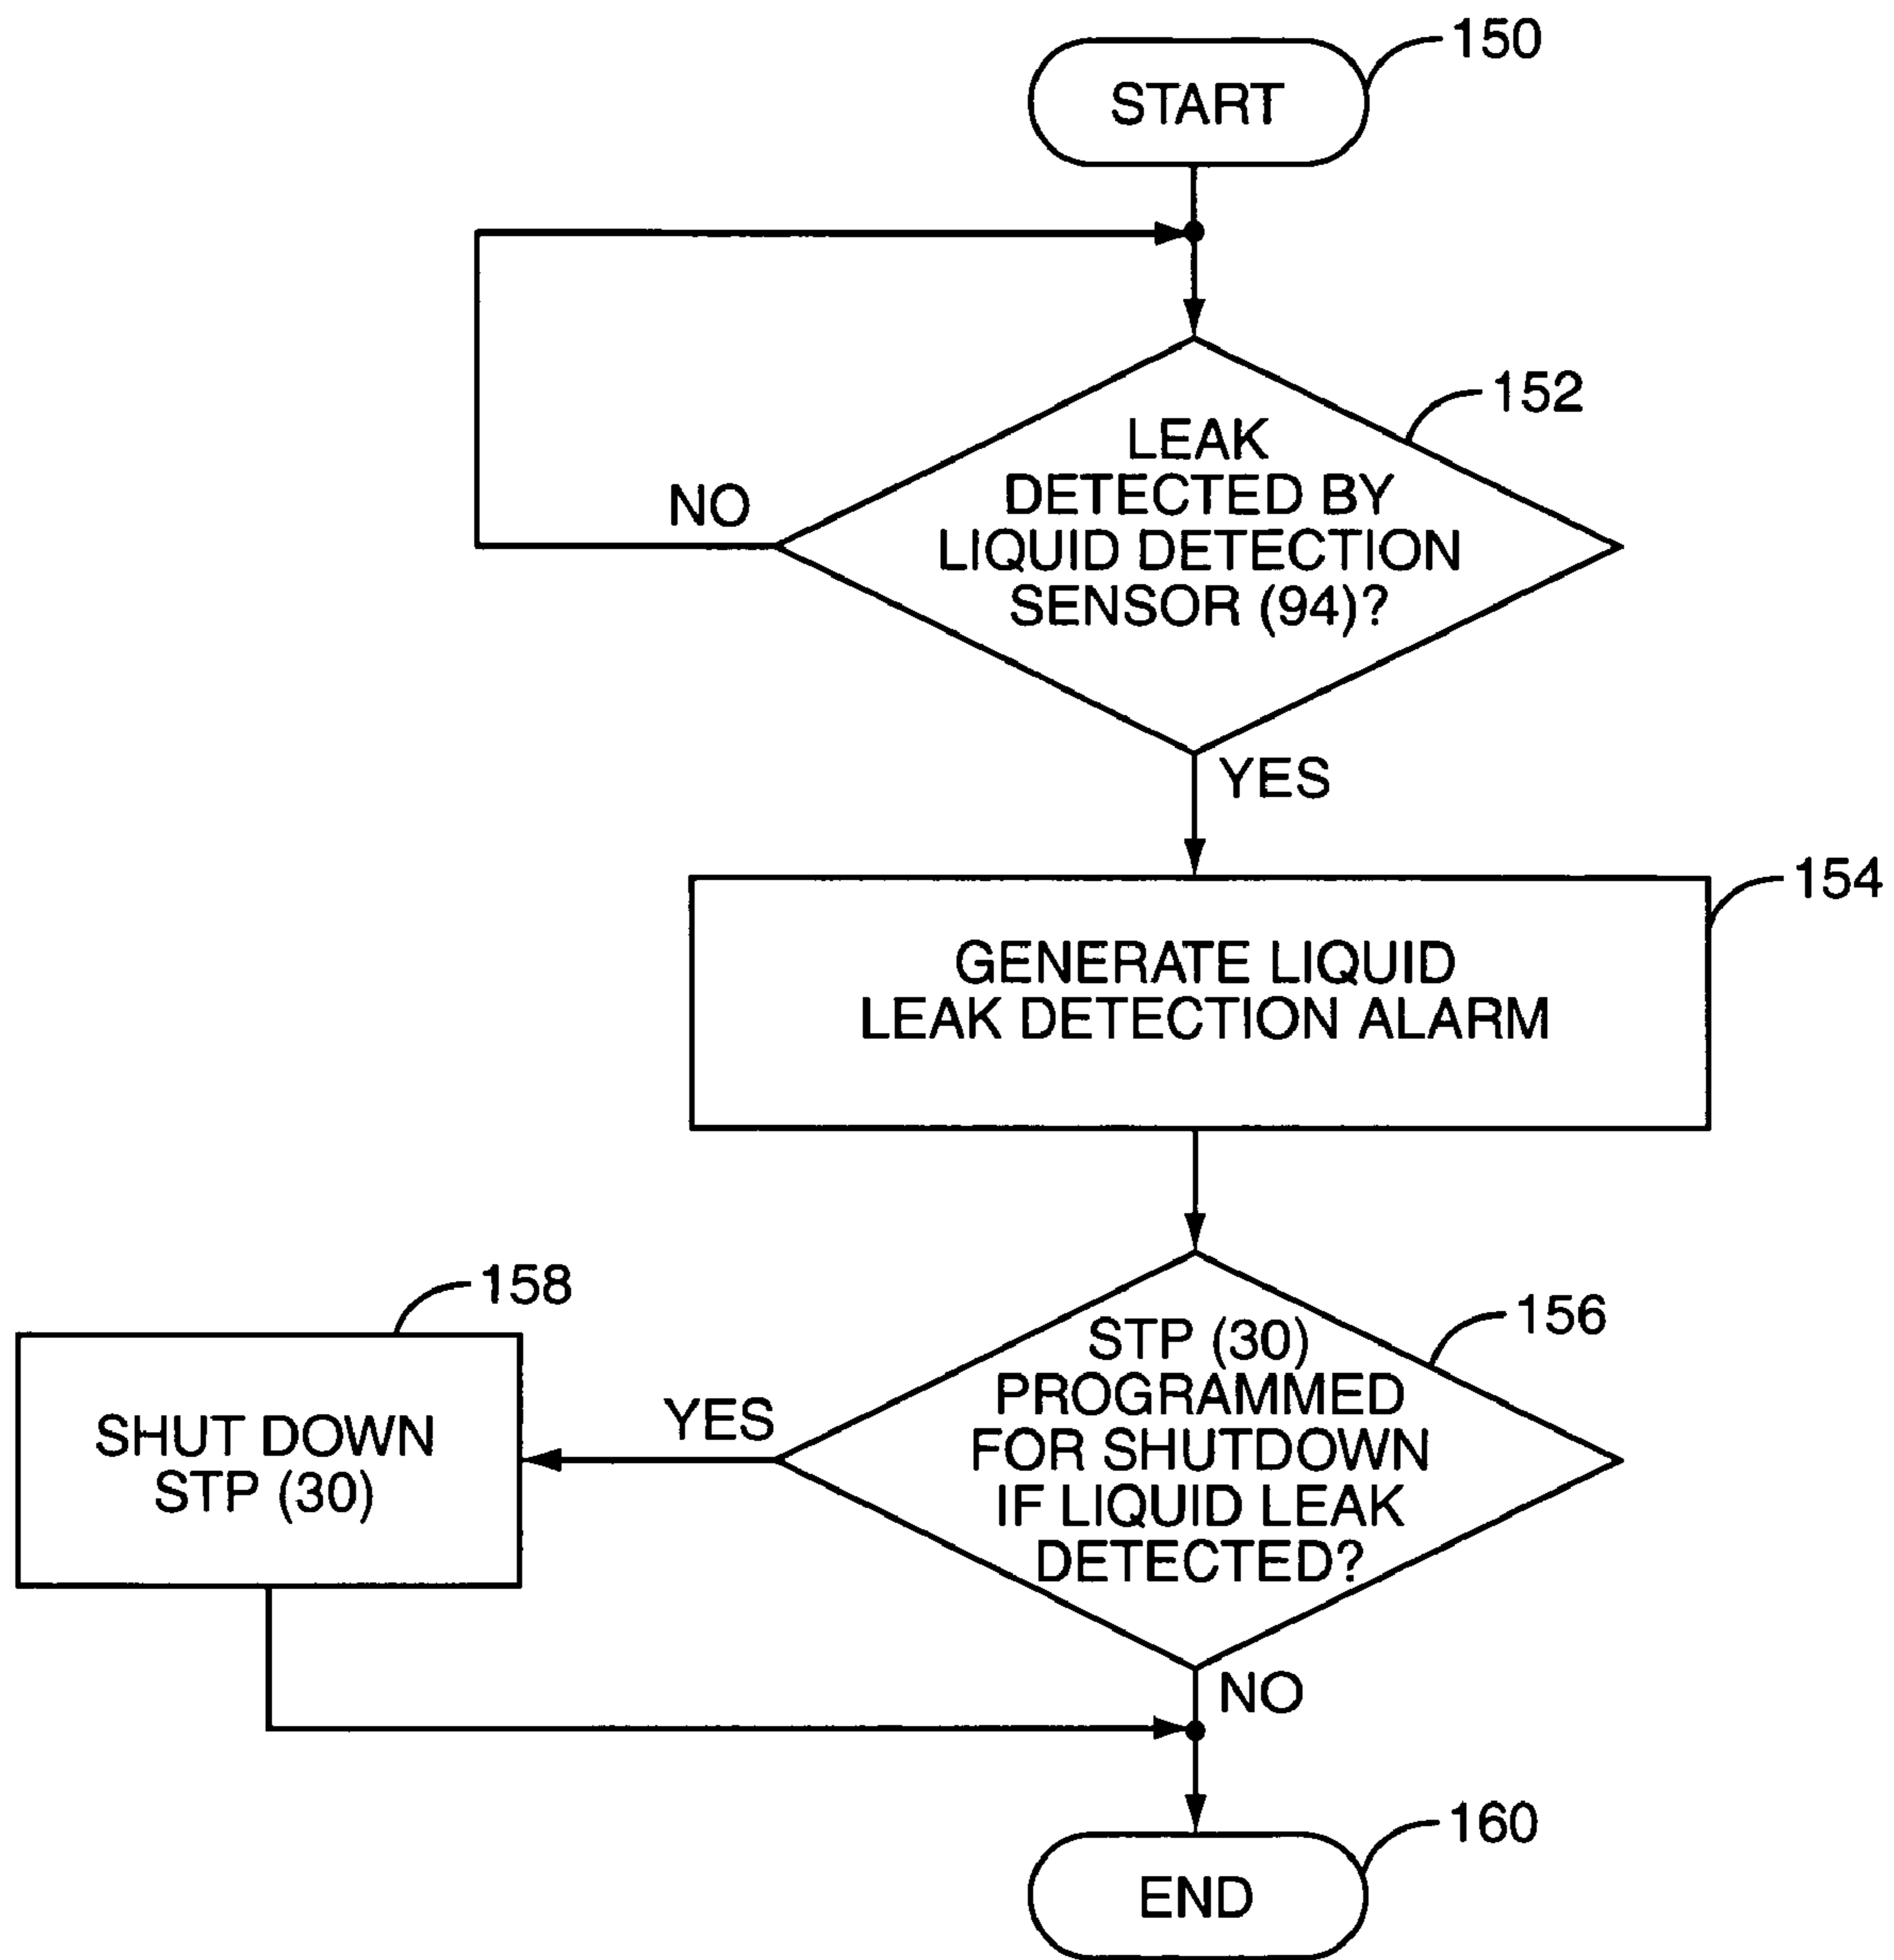 150
START
152
LEAK
DETECTED BY
LIQUID DETECTION
SENSOR (94)?
NO
YES
154
GENERATE LIQUID
LEAK DETECTION ALARM
158
156
STP (30)
PROGRAMMED
FOR SHUTDOWN
IF LIQUID LEAK
DETECTED?
YES
SHUT DOWN
STP (30)
NO
160
END